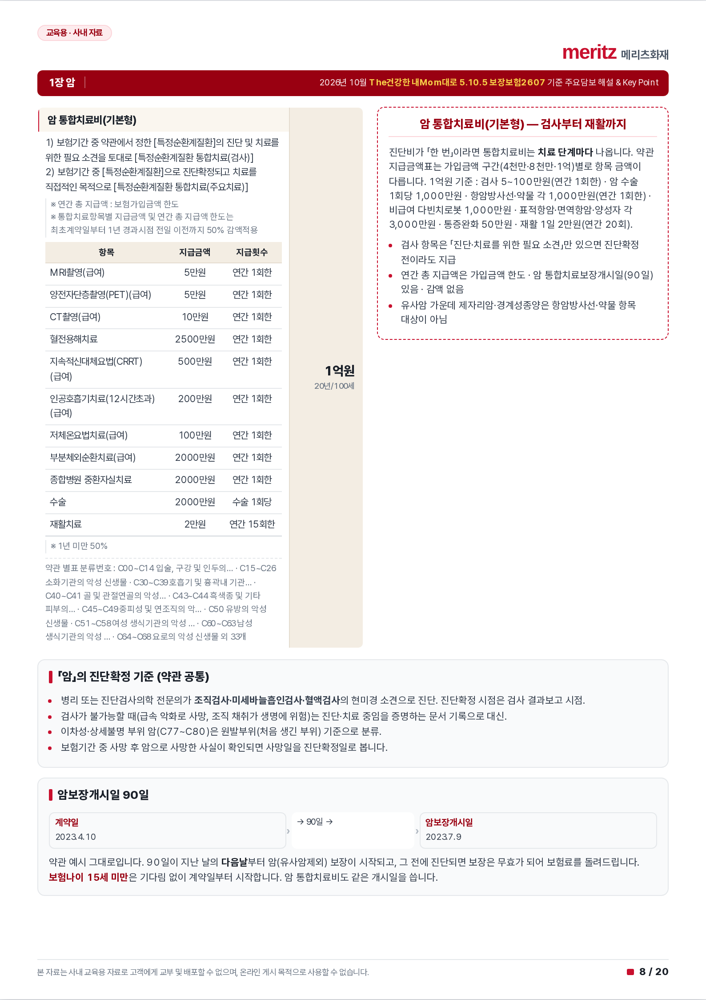 교육용 · 사내 자료
meritz 메리츠화재
1장 암
2026년 10월 The건강한 내Mom대로 5.10.5 보장보험2607 기준 주요담보 해설 & Key Point
암 통합치료비(기본형)
1) 보험기간 중 약관에서 정한 [특정순환계질환]의 진단 및 치료를
위한 필요 소견을 토대로 [특정순환계질환 통합치료(검사)]
2) 보험기간 중 [특정순환계질환]으로 진단확정되고 치료를
직접적인 목적으로 [특정순환계질환 통합치료(주요치료)]
※ 연간 총 지급액 : 보험가입금액 한도
※ 통합치료항목별 지급금액 및 연간 총 지급액 한도는
최초계약일부터 1년 경과시점 전일 이전까지 50% 감액적용
항목 지급금액 지급횟수
MRI촬영(급여) 5만원 연간 1회한
양전자단층촬영(PET)(급여) 5만원 연간 1회한
CT촬영(급여) 10만원 연간 1회한
혈전용해치료 2500만원 연간 1회한
지속적신대체요법(CRRT) 500만원 연간 1회한
(급여)
인공호흡기치료(12시간초과) 200만원 연간 1회한
(급여)
저체온요법치료(급여) 100만원 연간 1회한
부분체외순환치료(급여) 2000만원 연간 1회한
종합병원 중환자실치료 2000만원 연간 1회한
수술 2000만원 수술 1회당
재활치료 2만원 연간 15회한
※ 1년 미만 50%
약관 별표 분류번호 : C00~C14 입술, 구강 및 인두의… · C15~C26
소화기관의 악성 신생물 · C30~C39 호흡기 및 흉곽내 기관… ·
C40~C41 골 및 관절연골의 악성… · C43~C44 흑색종 및 기타
피부의… · C45~C49 중피성 및 연조직의 악… · C50 유방의 악성
신생물 · C51~C58 여성 생식기관의 악성 … · C60~C63 남성
생식기관의 악성 … · C64~C68 요로의 악성 신생물 외 33개
1억원
20년/100세
암 통합치료비(기본형) — 검사부터 재활까지
진단비가 「한 번」이라면 통합치료비는 치료 단계마다 나옵니다. 약관
지급금액표는 가입금액 구간(4천만·8천만·1억)별로 항목 금액이
다릅니다. 1억원 기준 : 검사 5~100만원(연간 1회한) · 암 수술
1회당 1,000만원 · 항암방사선·약물 각 1,000만원(연간 1회한) ·
비급여 다빈치로봇 1,000만원 · 표적항암·면역항암·양성자 각
3,000만원 · 통증완화 50만원 · 재활 1일 2만원(연간 20회).
검사 항목은 「진단·치료를 위한 필요 소견」만 있으면 진단확정
전이라도 지급
연간 총 지급액은 가입금액 한도 · 암 통합치료보장개시일(90일)
있음 · 감액 없음
유사암 가운데 제자리암·경계성종양은 항암방사선·약물 항목
대상이 아님
「암」의 진단확정 기준 (약관 공통)
병리 또는 진단검사의학 전문의가 조직검사·미세바늘흡인검사·혈액검사의 현미경 소견으로 진단. 진단확정 시점은 검사 결과보고 시점.
검사가 불가능할 때(급속 악화로 사망, 조직 채취가 생명에 위험)는 진단·치료 중임을 증명하는 문서 기록으로 대신.
이차성·상세불명 부위 암(C77~C80)은 원발부위(처음 생긴 부위) 기준으로 분류.
보험기간 중 사망 후 암으로 사망한 사실이 확인되면 사망일을 진단확정일로 봅니다.
암보장개시일 90일
계약일
2023.4.10
›
→ 90일 →
›
암보장개시일
2023.7.9
약관 예시 그대로입니다. 90일이 지난 날의 다음날부터 암(유사암제외) 보장이 시작되고, 그 전에 진단되면 보장은 무효가 되어 보험료를 돌려드립니다.
보험나이 15세 미만은 기다림 없이 계약일부터 시작합니다. 암 통합치료비도 같은 개시일을 씁니다.
본 자료는 사내 교육용 자료로 고객에게 교부 및 배포할 수 없으며, 온라인 게시 목적으로 사용할 수 없습니다.
8 / 20